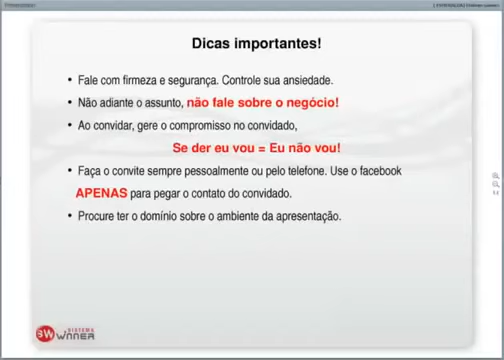 Dicas importantes!
• Fale com firmeza e segurança. Controle sua ansiedade.
• Não adiante o assunto, não fale sobre o negócio!
• Ao convidar, gere o compromisso no convidado,
Se der eu vou = Eu não vou!
• Faça o convite sempre pessoalmente ou pelo telefone. Use o facebook
APENAS para pegar o contato do convidado.
• Procure ter o domínio sobre o ambiente da apresentação.
SISTEMA
WINNER